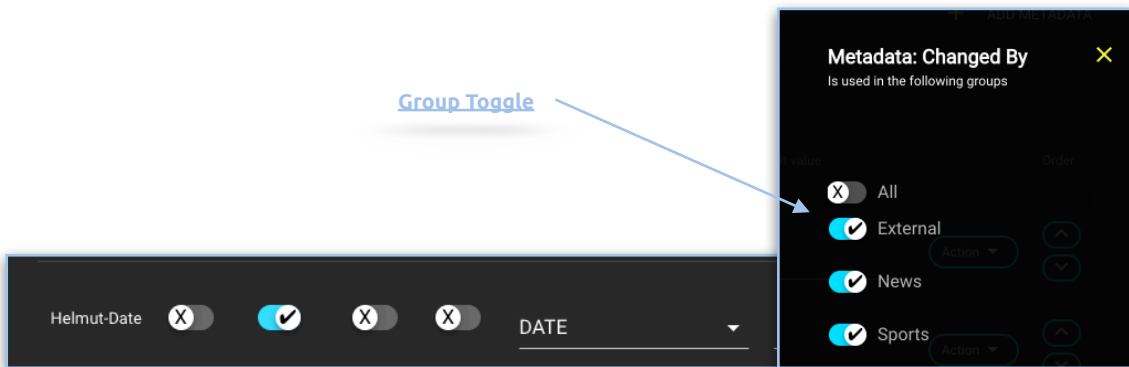 ADD METADATA
Metadata: Changed By
Is used in the following groups
Group Toggle
lt value
Order
All
External
Action
News
Helmut-Date
DATE
Sports
Action